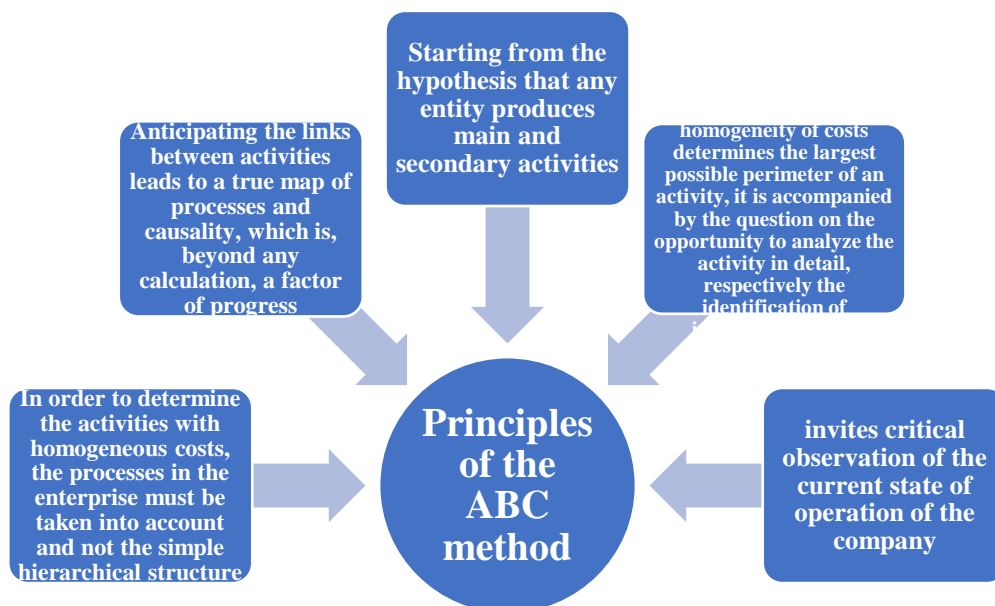 Starting from the
hypothesis that any
entity produces
main and
secondary activities
Anticipating the links
between activities
leads to a true map of
processes and
causality, which is,
beyond any
calculation, a factor
of progress
homogeneity of costs
determines the largest
possible perimeter of an
activity, it is accompanied
by the question on the
opportunity to analyze the
activity in detail,
respectively the
identification of
In order to determine
the activities with
homogeneous costs,
the processes in the
enterprise must be
taken into account
and not the simple
hierarchical structure
Principles
of the
ABC
method
invites critical
observation of the
current state of
operation of the
company